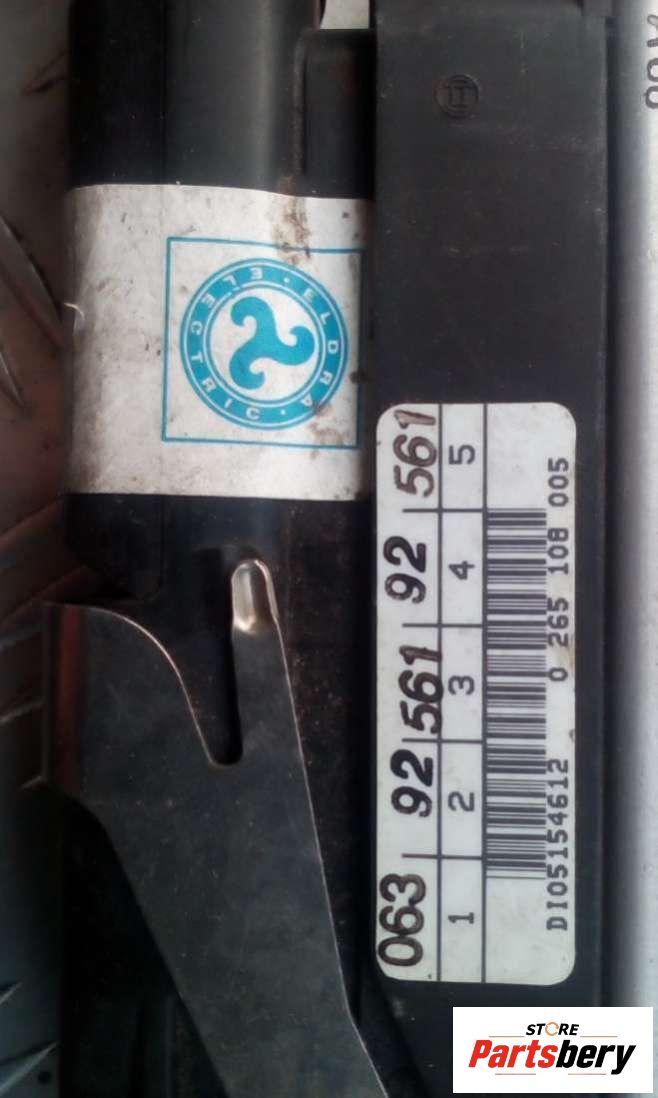 ELDRA · ELECTRIC ·
063 92 561 92 561
1 2 3 4 5
DI05154612 0 265 108 005
STORE
Partsbery